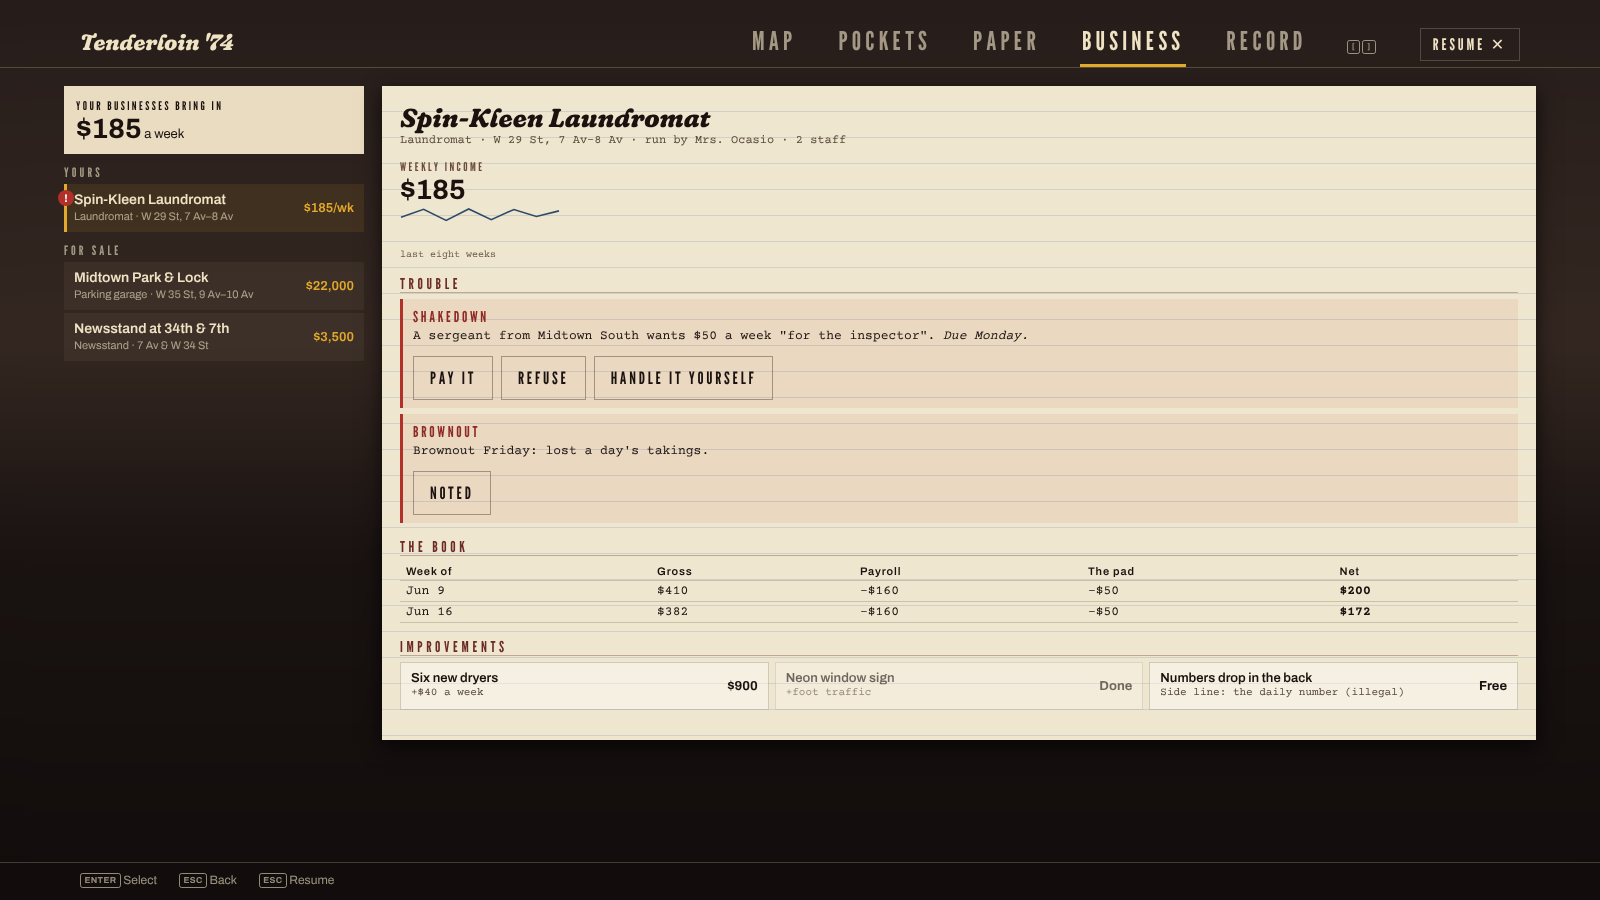 Tenderloin '74
MAP POCKETS PAPER BUSINESS RECORD [ ] RESUME ✕
YOUR BUSINESSES BRING IN
$185 a week
YOURS
!
Spin-Kleen Laundromat
Laundromat · W 29 St, 7 Av–8 Av
$185/wk
FOR SALE
Midtown Park & Lock
Parking garage · W 35 St, 9 Av–10 Av
$22,000
Newsstand at 34th & 7th
Newsstand · 7 Av & W 34 St
$3,500
Spin-Kleen Laundromat
Laundromat · W 29 St, 7 Av–8 Av · run by Mrs. Ocasio · 2 staff
WEEKLY INCOME
$185
last eight weeks
TROUBLE
SHAKEDOWN
A sergeant from Midtown South wants $50 a week "for the inspector". Due Monday.
PAY IT REFUSE HANDLE IT YOURSELF
BROWNOUT
Brownout Friday: lost a day's takings.
NOTED
THE BOOK
Week of Gross Payroll The pad Net
Jun 9 $410 −$160 −$50 $200
Jun 16 $382 −$160 −$50 $172
IMPROVEMENTS
Six new dryers
+$40 a week
$900
Neon window sign
+foot traffic
Done
Numbers drop in the back
Side line: the daily number (illegal)
Free
ENTER Select ESC Back ESC Resume